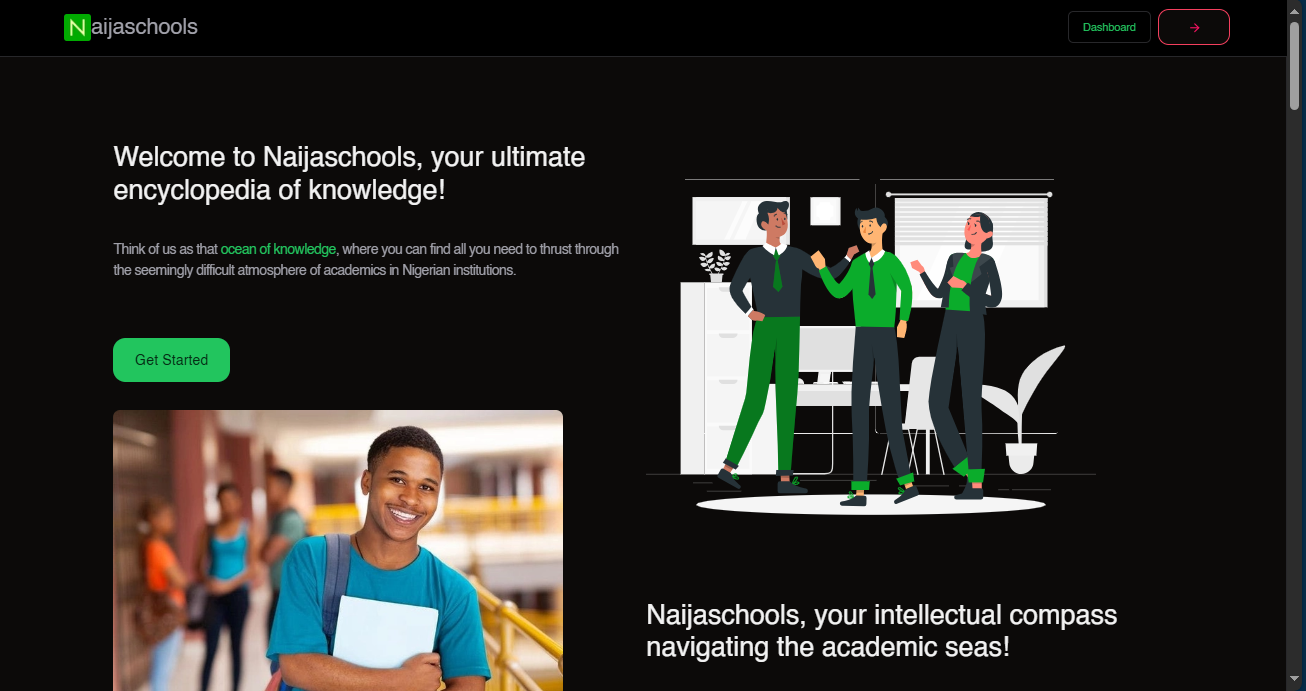 Naijaschools
Dashboard
→
Welcome to Naijaschools, your ultimate
encyclopedia of knowledge!
Think of us as that ocean of knowledge, where you can find all you need to thrust through
the seemingly difficult atmosphere of academics in Nigerian institutions.
Get Started
Naijaschools, your intellectual compass
navigating the academic seas!